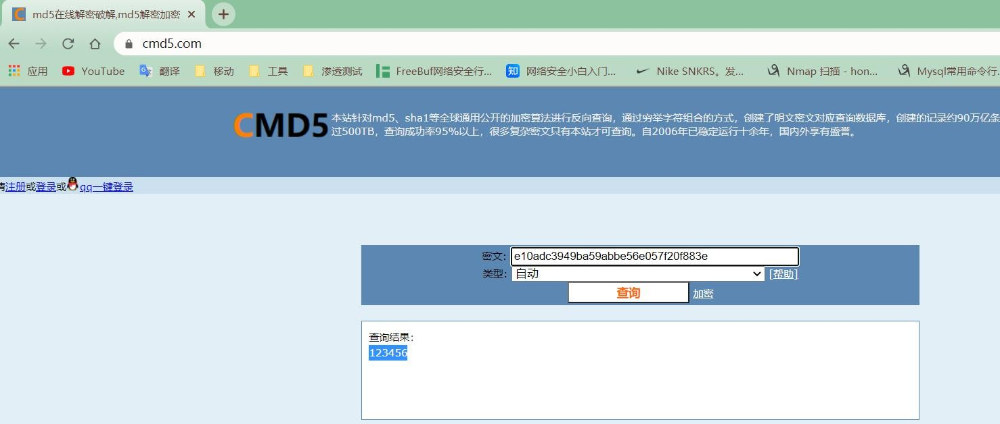 md5在线解密破解,md5解密加密
cmd5.com
应用 YouTube 翻译 移动 工具 渗透测试 FreeBuf网络安全行... 知 网络安全小白入门... Nike SNKRS。发... Nmap 扫描 - hon... Mysql常用命令行.
CMD5 本站针对md5、sha1等全球通用公开的加密算法进行反向查询，通过穷举字符组合的方式，创建了明文密文对应查询数据库，创建的记录约90万亿条
过500TB，查询成功率95%以上，很多复杂密文只有本站才可查询。自2006年已稳定运行十余年，国内外享有盛誉。
请注册或登录或qq一键登录
密文: e10adc3949ba59abbe56e057f20f883e
类型: 自动 [帮助]
查询 加密
查询结果:
123456